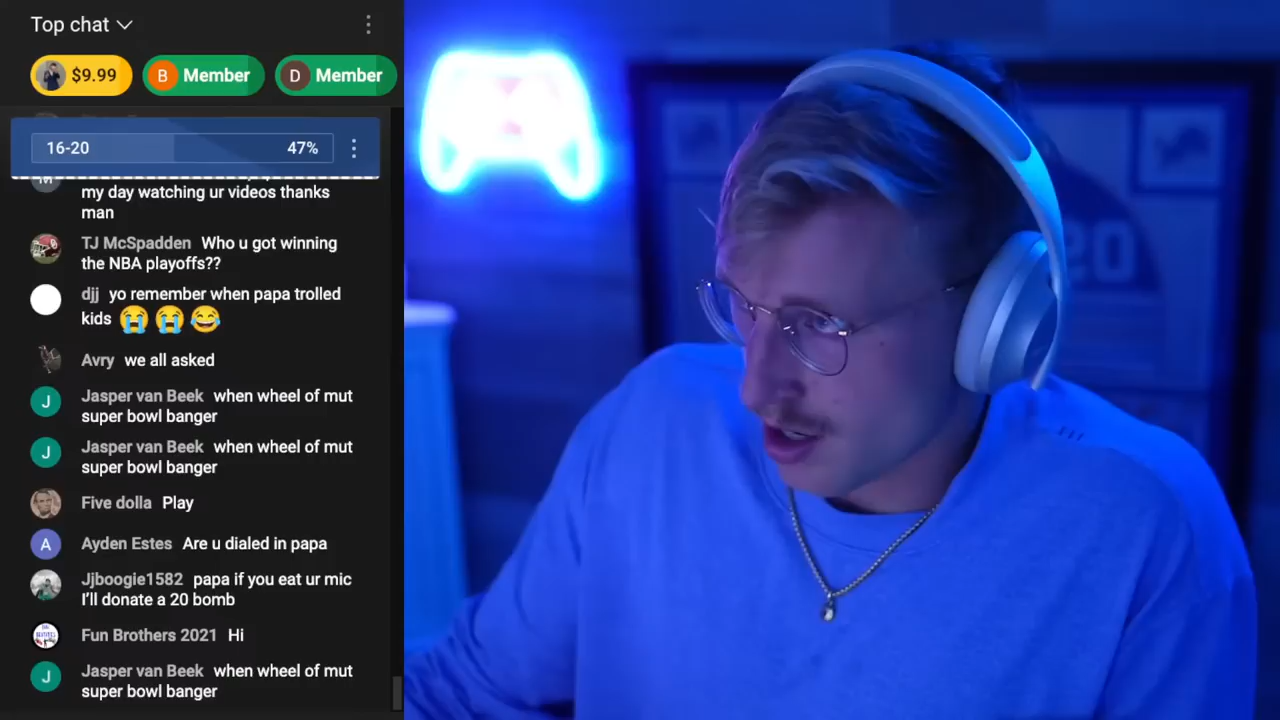 Top chat
$9.99
B Member
D Member
16-20 47%
my day watching ur videos thanks
man
TJ McSpadden Who u got winning
the NBA playoffs??
djj yo remember when papa trolled
kids 😭 😭 😂
Avry we all asked
J Jasper van Beek when wheel of mut
super bowl banger
J Jasper van Beek when wheel of mut
super bowl banger
Five dolla Play
A Ayden Estes Are u dialed in papa
Jjboogie1582 papa if you eat ur mic
I'll donate a 20 bomb
Fun Brothers 2021 Hi
J Jasper van Beek when wheel of mut
super bowl banger
20